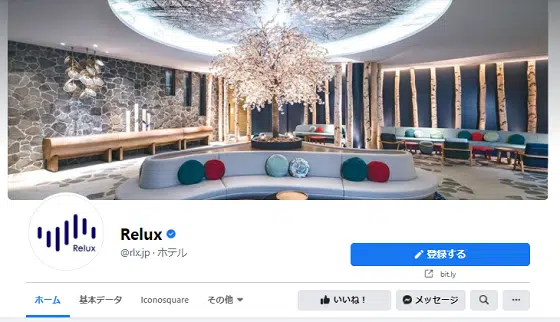 Relux
Relux
@rlx.jp · ホテル
登録する
bit.ly
ホーム 基本データ Iconosquare その他 いいね！ メッセージ